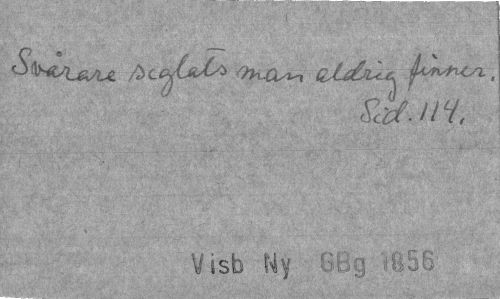 Svårare seglats man aldrig finner.
Sid. 114.
Visb Ny GBg 1856